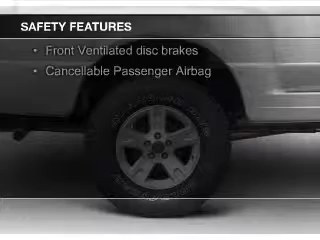 SAFETY FEATURES
• Front Ventilated disc brakes
• Cancellable Passenger Airbag